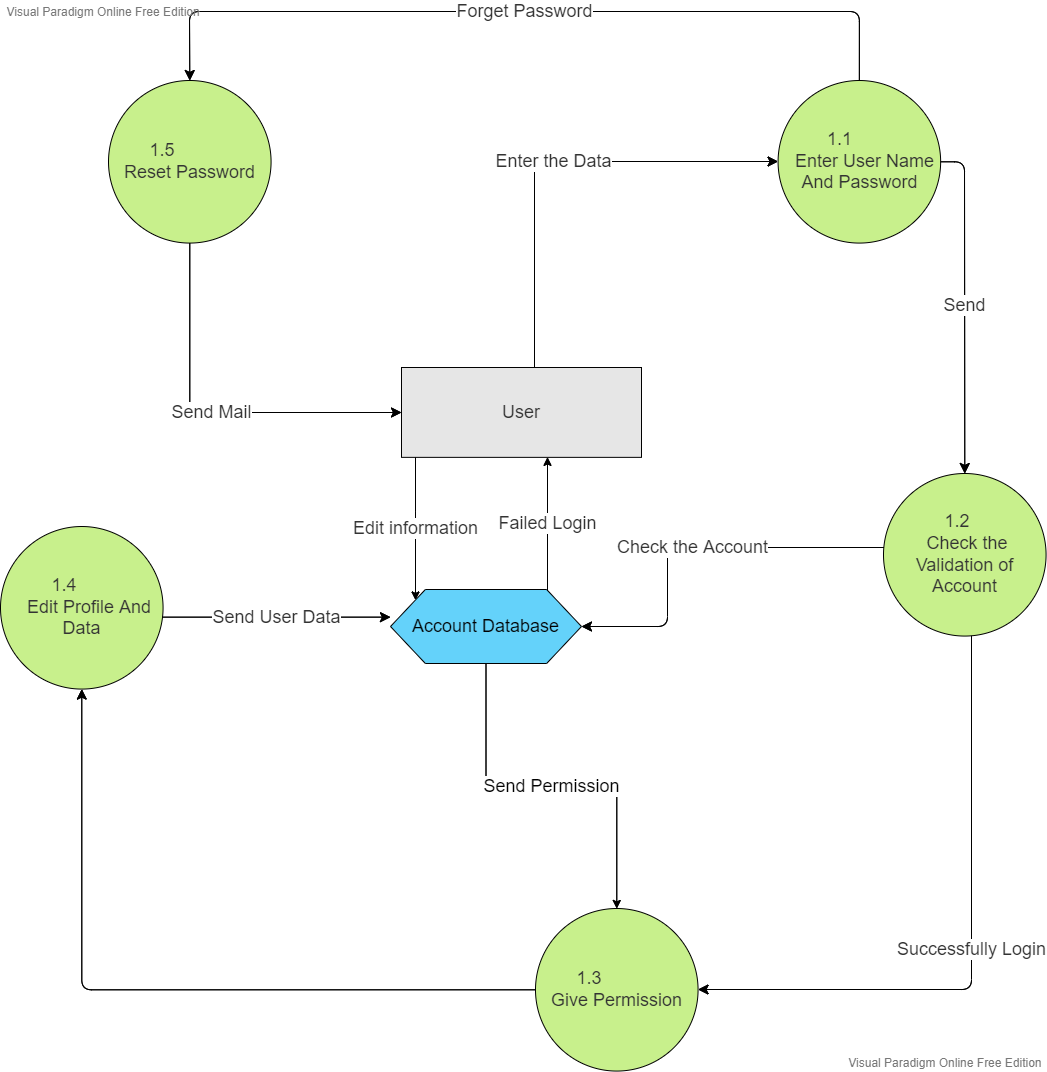 Visual Paradigm Online Free Edition
Forget Password
1.5
Reset Password
Enter the Data
1.1
Enter User Name
And Password
Send
Send Mail
User
Edit information
Failed Login
Check the Account
1.2
Check the
Validation of
Account
1.4
Edit Profile And
Data
Send User Data
Account Database
Send Permission
Successfully Login
1.3
Give Permission
Visual Paradigm Online Free Edition